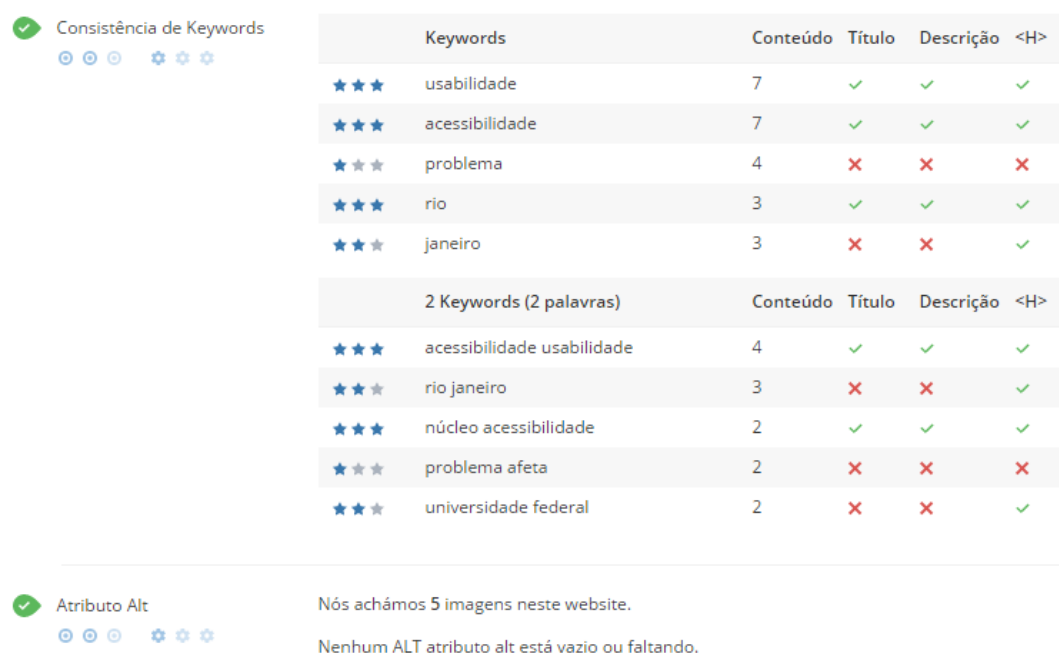 Consistência de Keywords
Keywords Conteúdo Título Descrição <H>
usabilidade 7
acessibilidade 7
problema 4
rio 3
janeiro 3
2 Keywords (2 palavras) Conteúdo Título Descrição <H>
acessibilidade usabilidade 4
rio janeiro 3
núcleo acessibilidade 2
problema afeta 2
universidade federal 2
Atributo Alt
Nós achámos 5 imagens neste website.
Nenhum ALT atributo alt está vazio ou faltando.